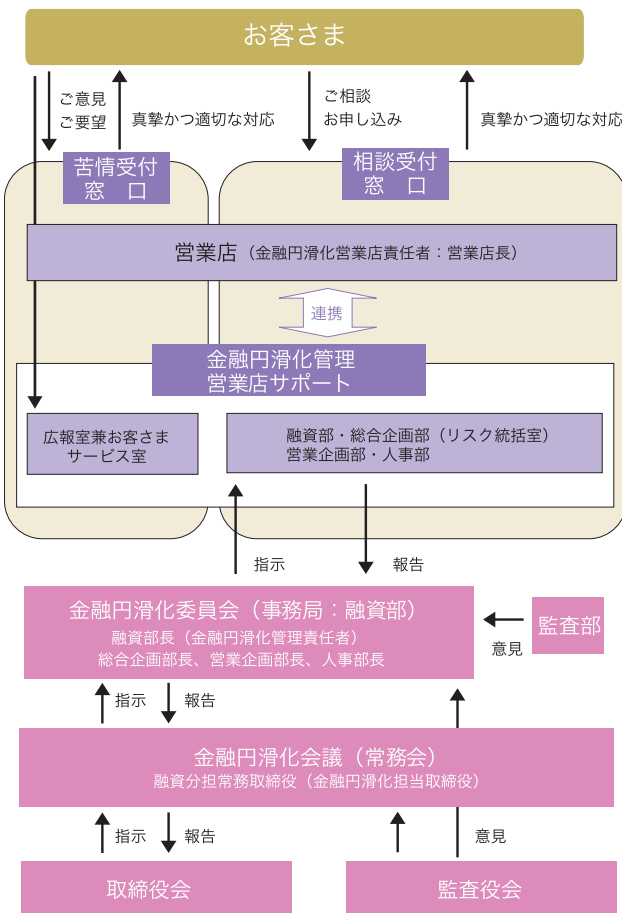 お客さま
ご意見
ご要望
真摯かつ適切な対応
ご相談
お申し込み
真摯かつ適切な対応
苦情受付
窓　口
相談受付
窓　口
営業店（金融円滑化営業店責任者：営業店長）
連携
金融円滑化管理
営業店サポート
広報室兼お客さま
サービス室
融資部・総合企画部（リスク統括室）
営業企画部・人事部
指示
報告
金融円滑化委員会（事務局：融資部）
融資部長（金融円滑化管理責任者）
総合企画部長、営業企画部長、人事部長
監査部
意見
指示
報告
金融円滑化会議（常務会）
融資分担常務取締役（金融円滑化担当取締役）
指示
報告
意見
取締役会
監査役会